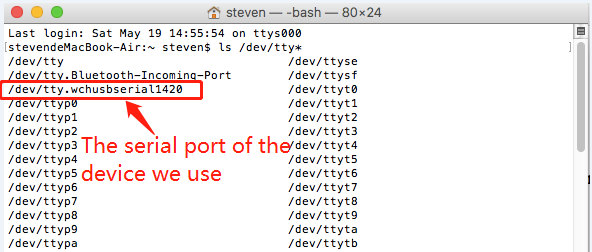 steven — -bash — 80×24
Last login: Sat May 19 14:55:54 on ttys000
[stevendeMacBook-Air:~ steven$ ls /dev/tty*
/dev/tty /dev/ttyse
/dev/tty.Bluetooth-Incoming-Port /dev/ttysf
/dev/tty.wchusbserial1420 /dev/ttyt0
/dev/ttyp0 /dev/ttyt1
/dev/ttyp1 /dev/ttyt2
/dev/ttyp2 /dev/ttyt3
/dev/ttyp3 /dev/ttyt4
/dev/ttyp4 /dev/ttyt5
/dev/ttyp5 /dev/ttyt6
/dev/ttyp6 /dev/ttyt7
/dev/ttyp7 /dev/ttyt8
/dev/ttyp8 /dev/ttyt9
/dev/ttyp9 /dev/ttyta
/dev/ttypa /dev/ttytb
The serial port of the
device we use